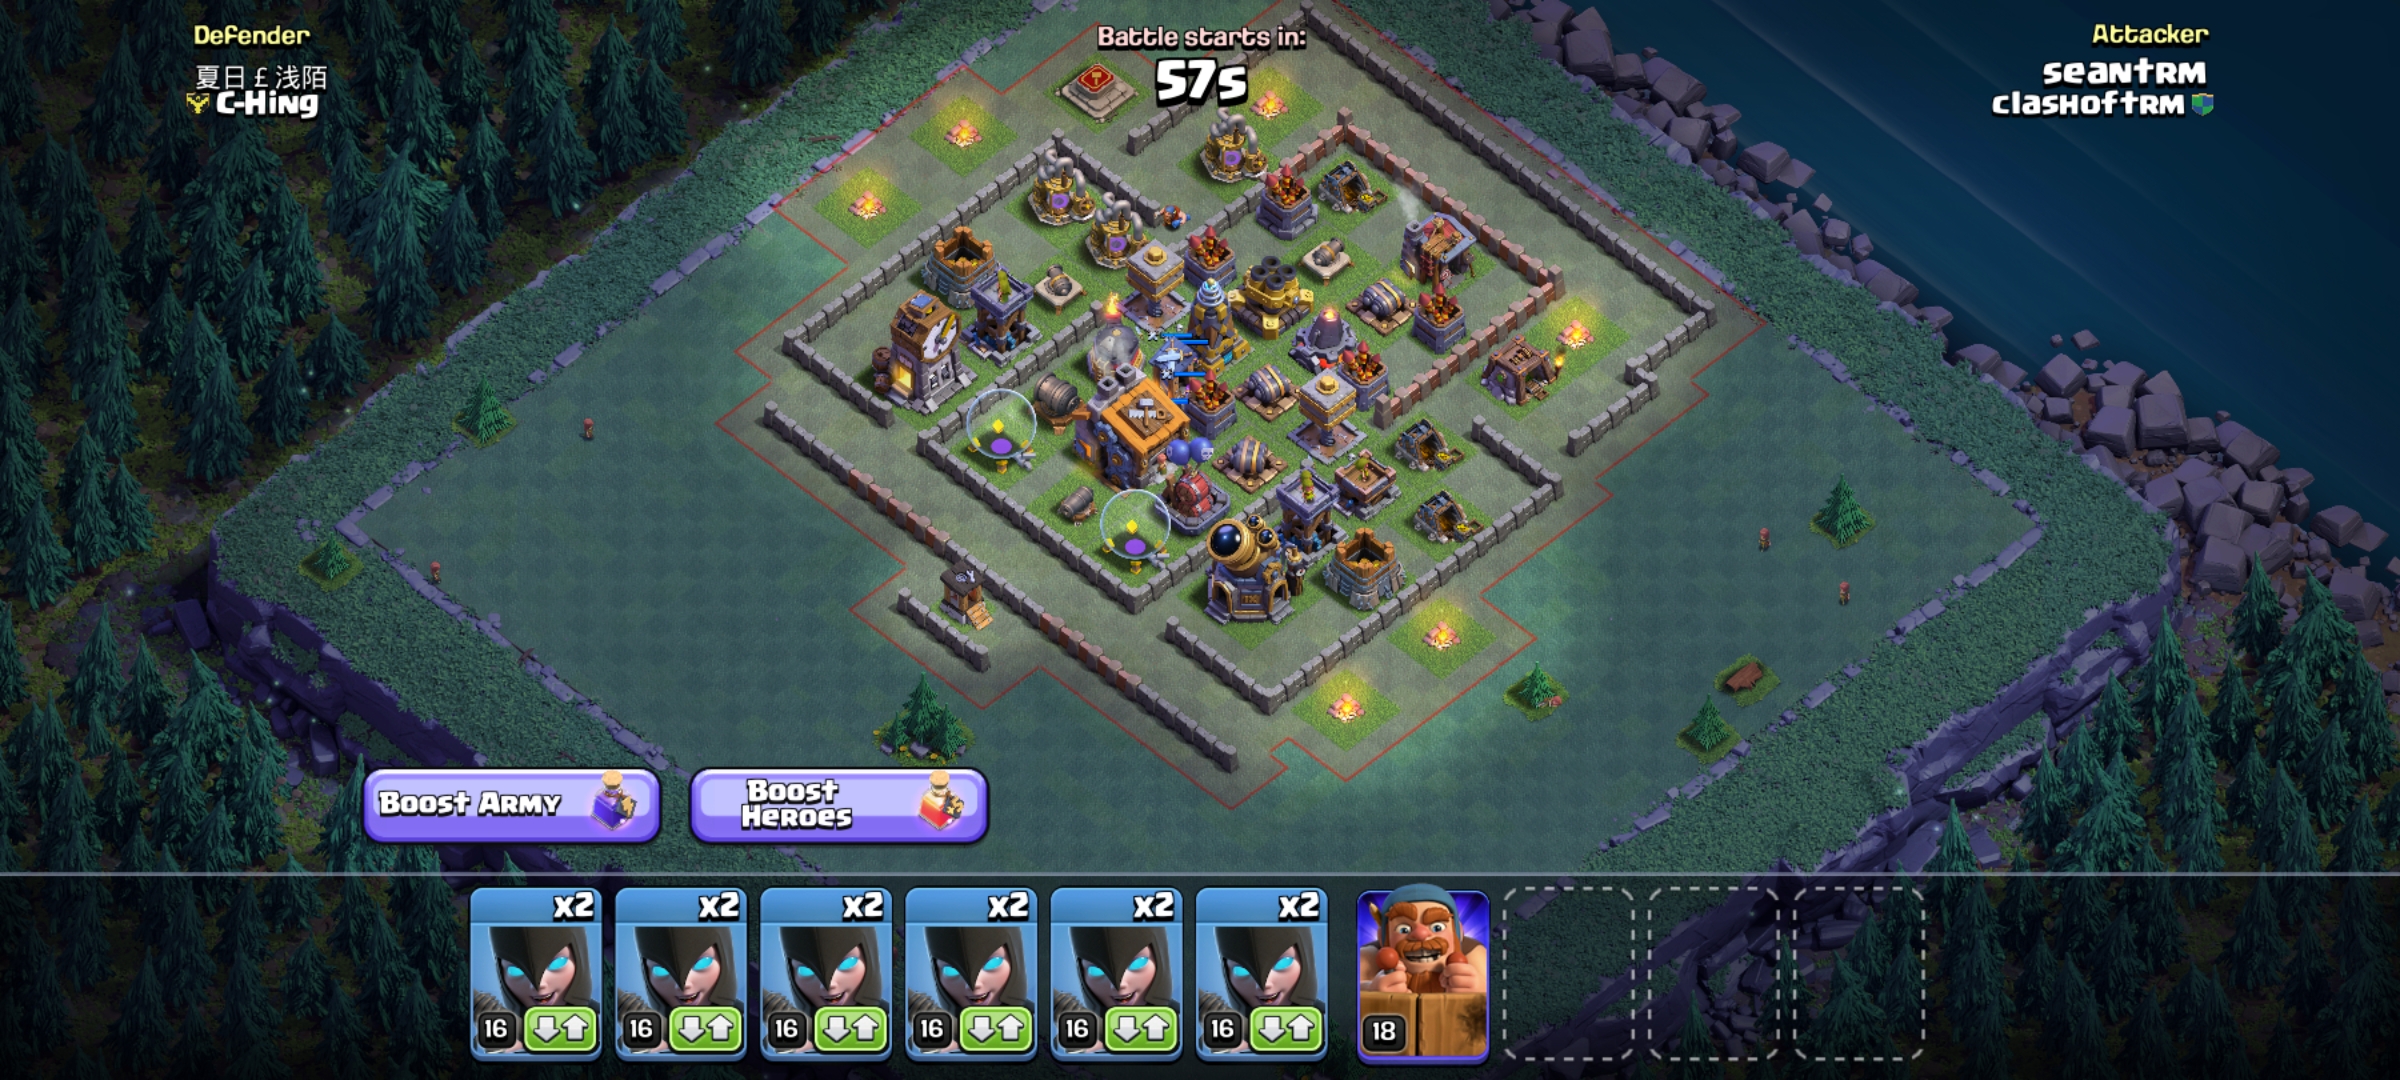 Defender
夏日£浅陌
C-Hing
Battle starts in:
57s
Attacker
seantRM
clashoftRM
Boost Army
Boost
Heroes
x2
x2
x2
x2
x2
x2
16
16
16
16
16
16
18